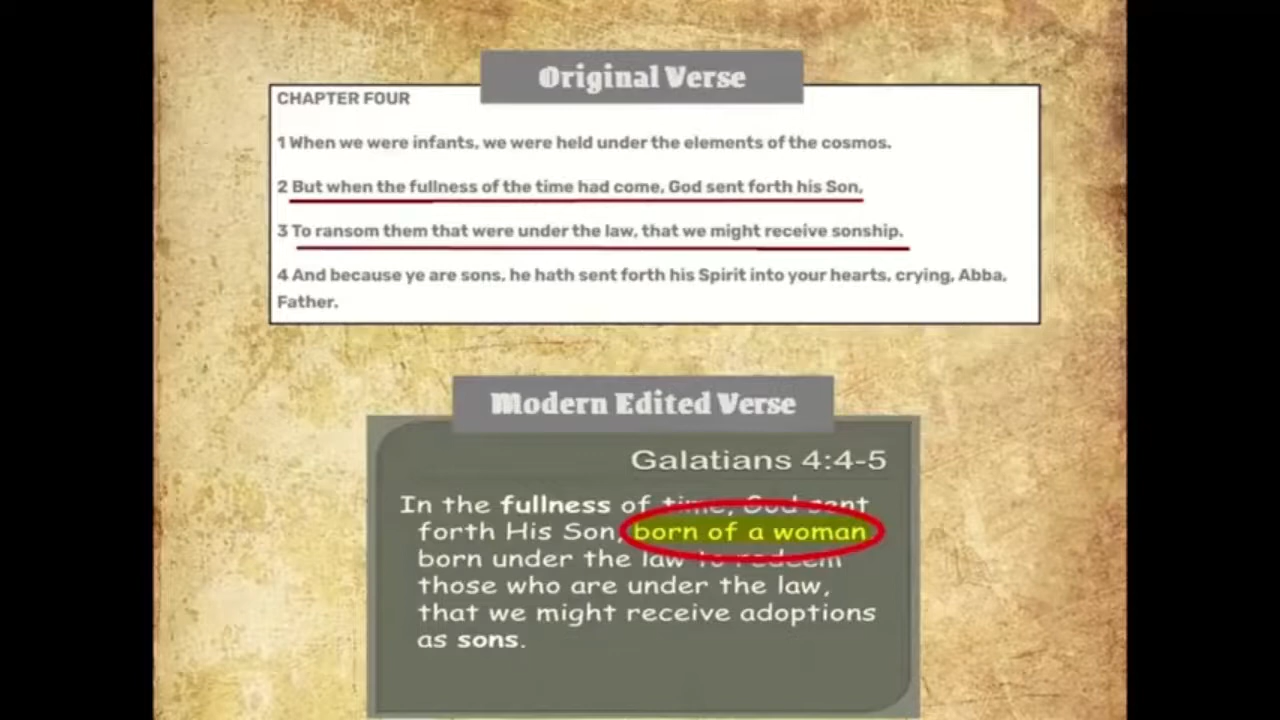 Original Verse
CHAPTER FOUR
1 When we were infants, we were held under the elements of the cosmos.
2 But when the fullness of the time had come, God sent forth his Son,
3 To ransom them that were under the law, that we might receive sonship.
4 And because ye are sons, he hath sent forth his Spirit into your hearts, crying, Abba,
Father.
Modern Edited Verse
Galatians 4:4-5
In the fullness of time, God sent
forth His Son, born of a woman
born under the law to redeem
those who are under the law,
that we might receive adoptions
as sons.